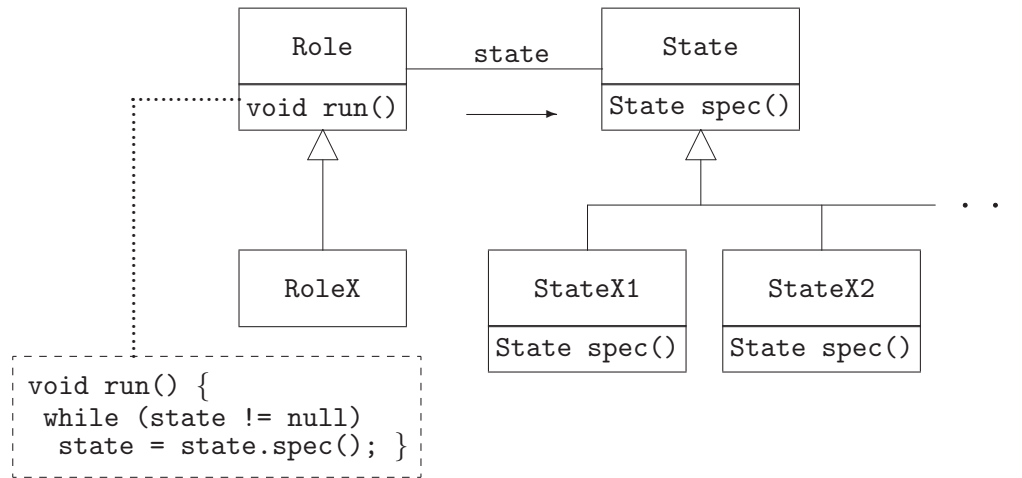 Role
state
State
void run()
State spec()
. .
RoleX
StateX1
StateX2
State spec()
State spec()
void run() {
while (state != null)
state = state.spec(); }